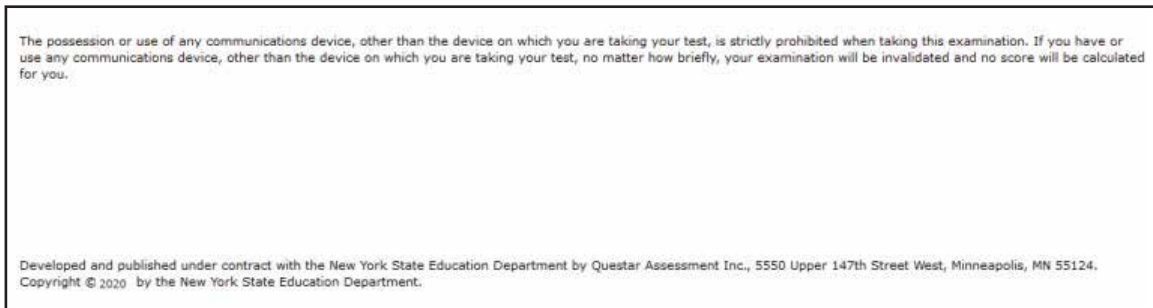 The possession or use of any communications device, other than the device on which you are taking your test, is strictly prohibited when taking this examination. If you have or
use any communications device, other than the device on which you are taking your test, no matter how briefly, your examination will be invalidated and no score will be calculated
for you.
Developed and published under contract with the New York State Education Department by Questar Assessment Inc., 5550 Upper 147th Street West, Minneapolis, MN 55124.
Copyright © 2020 by the New York State Education Department.